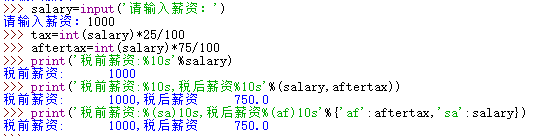 >>> salary=input('请输入薪资：')
请输入薪资：1000
>>> tax=int(salary)*25/100
>>> aftertax=int(salary)*75/100
>>> print('税前薪资:%10s'%salary)
税前薪资:      1000
>>> print('税前薪资:%10s,税后薪资%10s'%(salary,aftertax))
税前薪资:      1000,税后薪资     750.0
>>> print('税前薪资:%(sa)10s,税后薪资%(af)10s'%{'af':aftertax,'sa':salary})
税前薪资:      1000,税后薪资     750.0